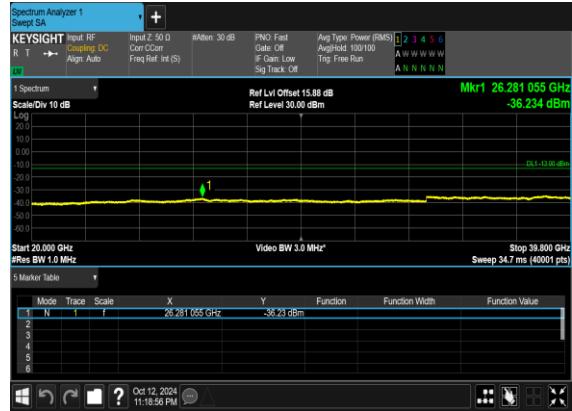 Spectrum Analyzer 1
Swept SA
+
KEYSIGHT Input: RF Input Z: 50 Ω #Atten: 30 dB PNO: Fast Avg Type: Power (RMS) 1 2 3 4 5 6
R T Coupling: DC Corr CCorr Gate: Off Avg|Hold: 100/100 A W W W W W
Align: Auto Freq Ref: Int (S) IF Gain: Low Trig: Free Run
Sig Track: Off A N N N N N
1 Spectrum Ref Lvl Offset 15.88 dB Mkr1 26.281 055 GHz
Scale/Div 10 dB Ref Level 30.00 dBm -36.234 dBm
Log
20.0
10.0
0.00
-10.0 DL1 -13.00 dBm
-20.0
-30.0 1
-40.0
-50.0
-60.0
Start 20.000 GHz Video BW 3.0 MHz* Stop 39.800 GHz
#Res BW 1.0 MHz Sweep 34.7 ms (40001 pts)
5 Marker Table
Mode Trace Scale X Y Function Function Width Function Value
1 N 1 f 26.281 055 GHz -36.23 dBm
2
3
4
5
6
? Oct 12, 2024
11:18:56 PM